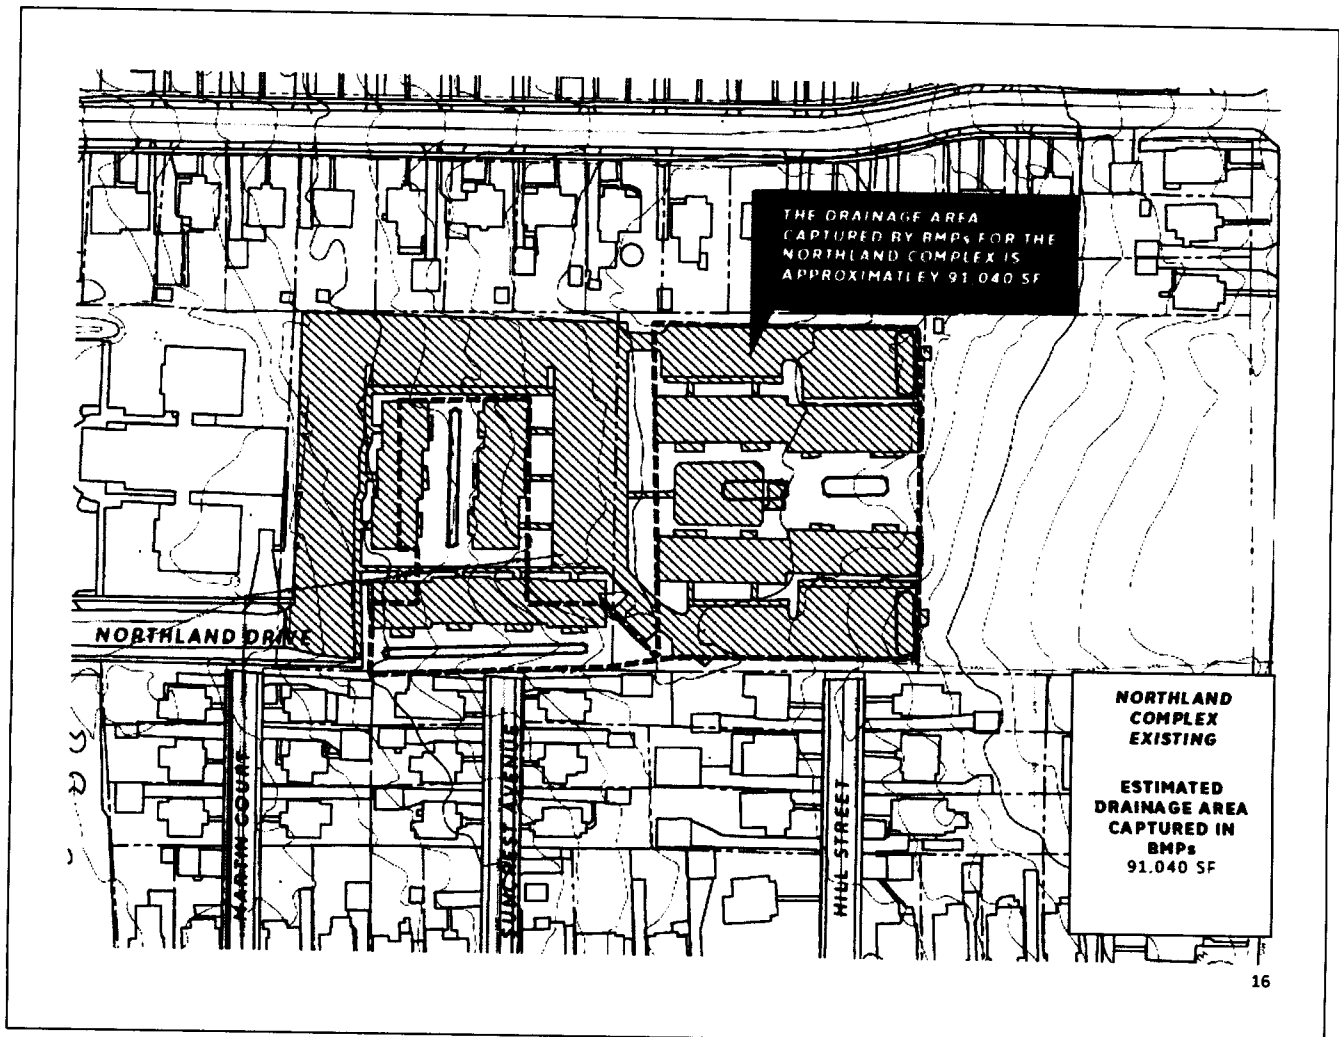 THE DRAINAGE AREA
CAPTURED BY BMPs FOR THE
NORTHLAND COMPLEX IS
APPROXIMATLEY 91,040 SF
NORTHLAND DRIVE
MARTIN COURT
SUMCREST AVENUE
HILL STREET
NORTHLAND
COMPLEX
EXISTING
ESTIMATED
DRAINAGE AREA
CAPTURED IN
BMPs
91,040 SF
16